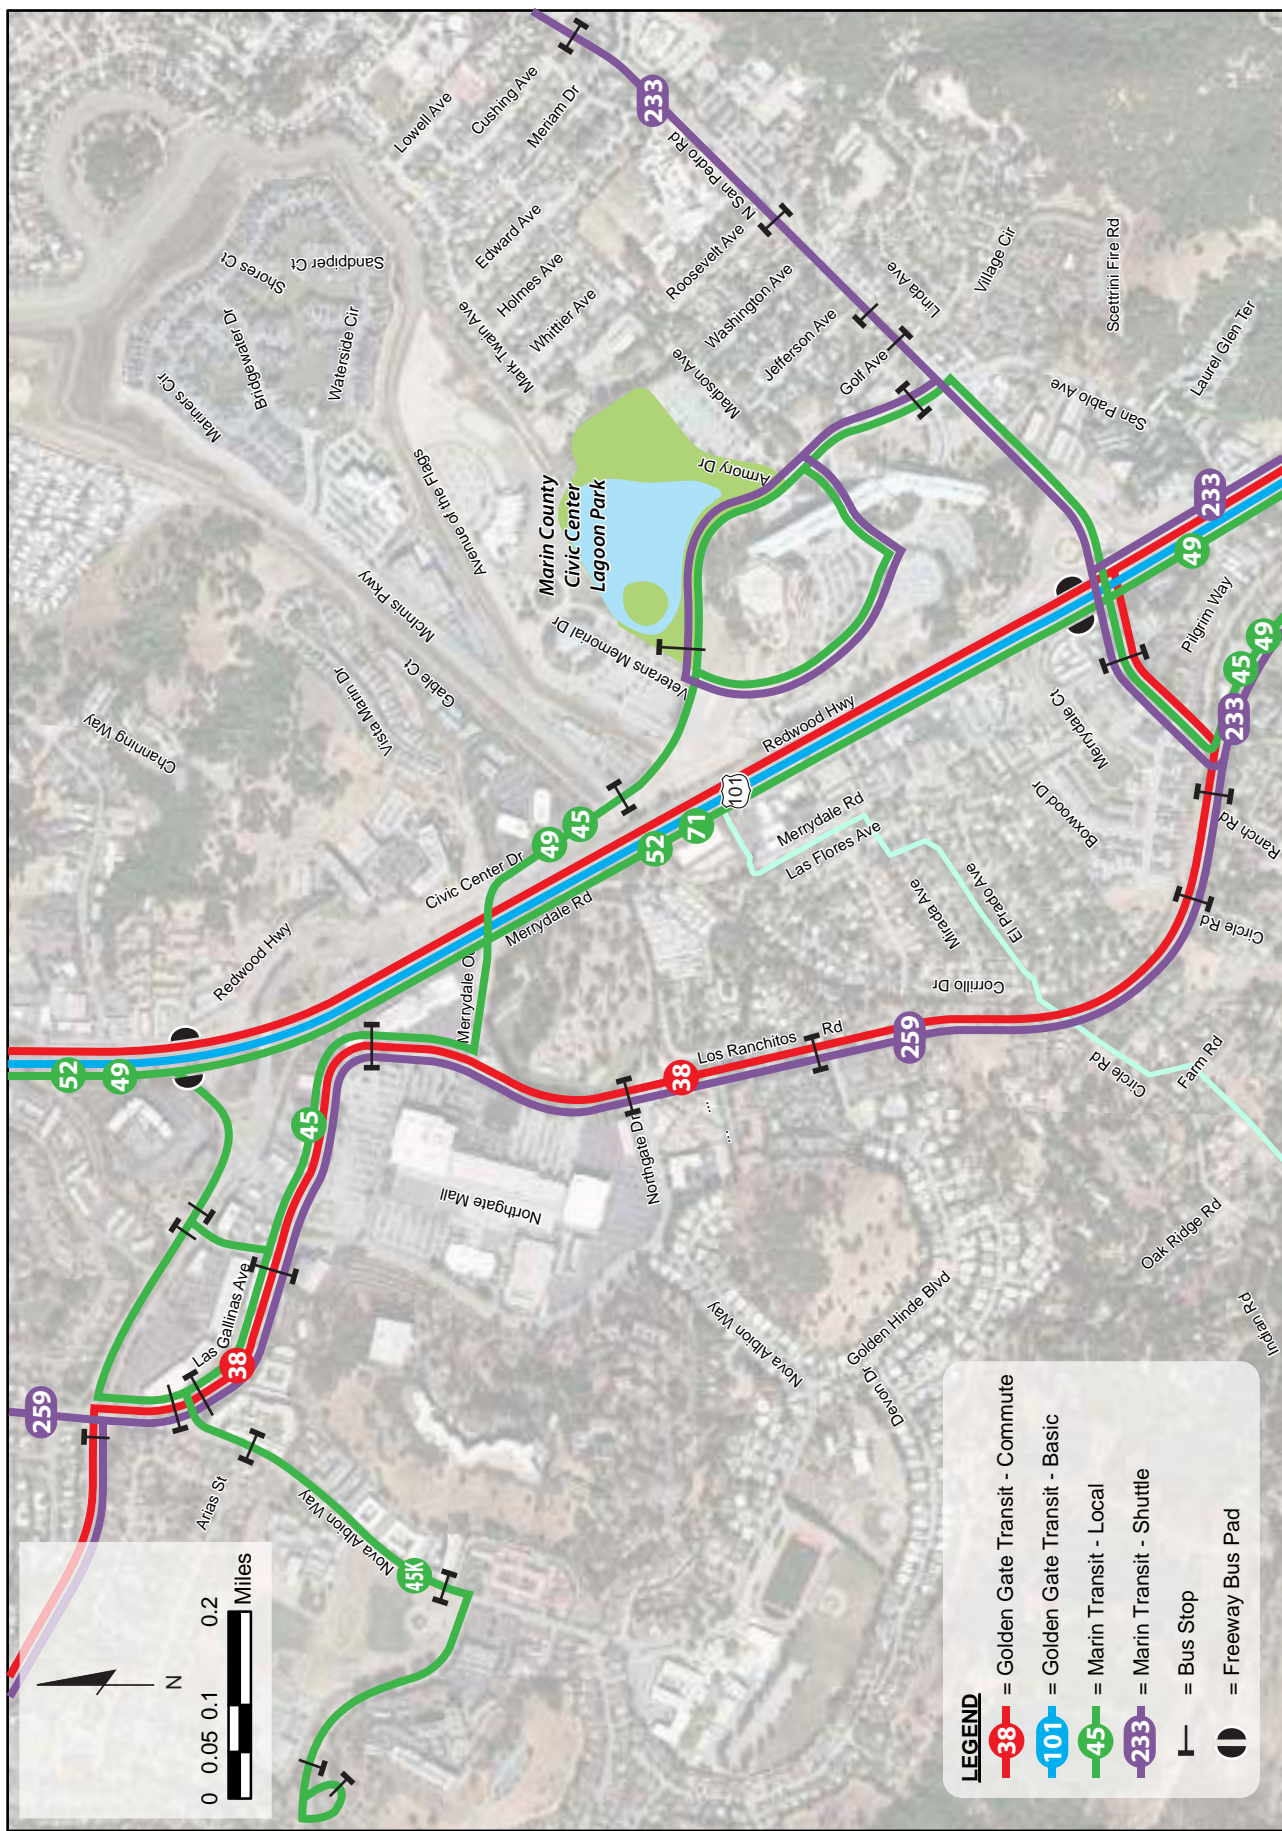 Lowell Ave
Cushing Ave
Meriam Dr
233
N San Pedro Rd
Edward Ave
Holmes Ave
Whittier Ave
Mark Twain Ave
Roosevelt Ave
Washington Ave
Jefferson Ave
Golf Ave
Madison Ave
Linda Ave
Village Cir
Scettrini Fire Rd
Laurel Glen Ter
San Pablo Ave
Shores Ct
Sandpiper Ct
Bridgewater Dr
Waterside Cir
Mariners Cir
Avenue of the Flags
McInnis Pkwy
Marin County
Civic Center
Lagoon Park
Armory Dr
Veterans Memorial Dr
Gable Ct
Vista Marin Dr
Channing Way
Redwood Hwy
101
233
49
Pilgrim Way
45
49
233
Merrydale Ct
Boxwood Dr
Ranch Rd
Circle Rd
49
45
Civic Center Dr
52
71
Merrydale Rd
Merrydale Rd
Las Flores Ave
Mirada Ave
El Prado Ave
Corrillo Dr
Circle Rd
Farm Rd
Redwood Hwy
52
49
Merrydale O
45
38
Los Ranchitos Rd
259
Northgate Dr
...
...
Northgate Mall
Las Gallinas Ave
38
259
Arias St
Nova Albion Way
45K
Nova Albion Way
Golden Hinde Blvd
Devon Dr
Oak Ridge Rd
Indian Rd
N
0 0.05 0.1 0.2
Miles
LEGEND
38 = Golden Gate Transit - Commute
101 = Golden Gate Transit - Basic
45 = Marin Transit - Local
233 = Marin Transit - Shuttle
= Bus Stop
= Freeway Bus Pad